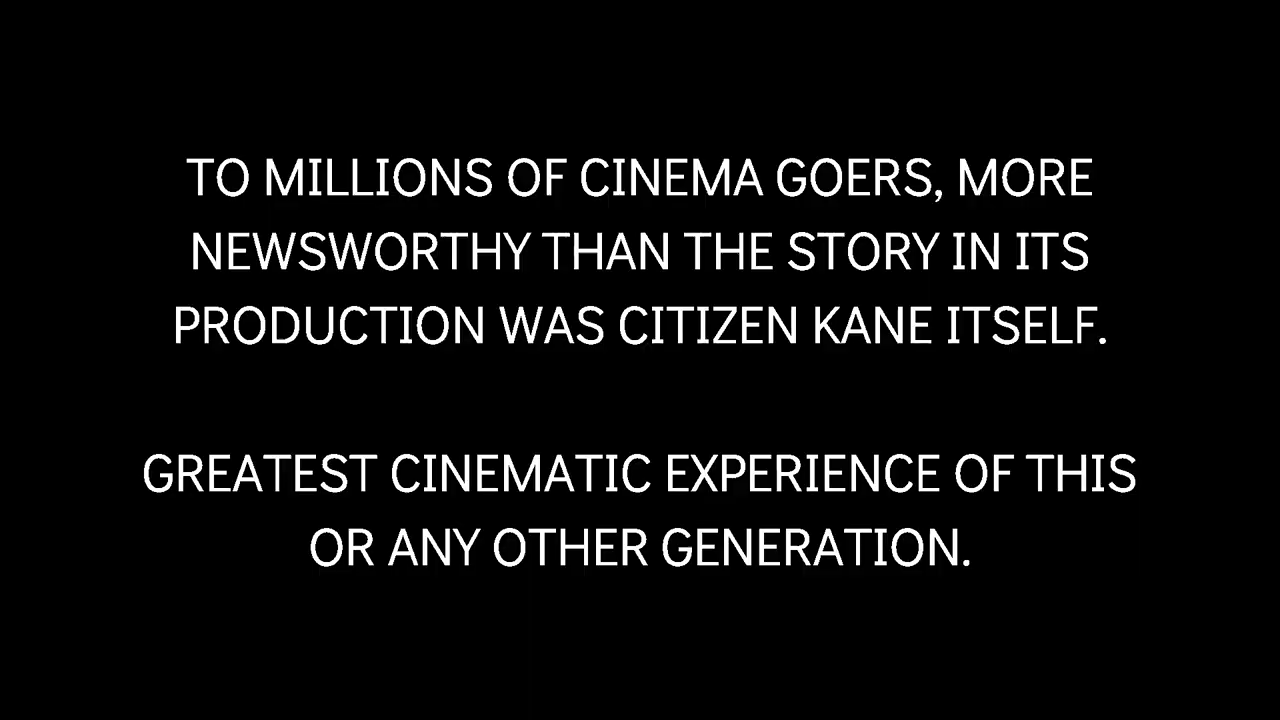 TO MILLIONS OF CINEMA GOERS, MORE
NEWSWORTHY THAN THE STORY IN ITS
PRODUCTION WAS CITIZEN KANE ITSELF.
GREATEST CINEMATIC EXPERIENCE OF THIS
OR ANY OTHER GENERATION.